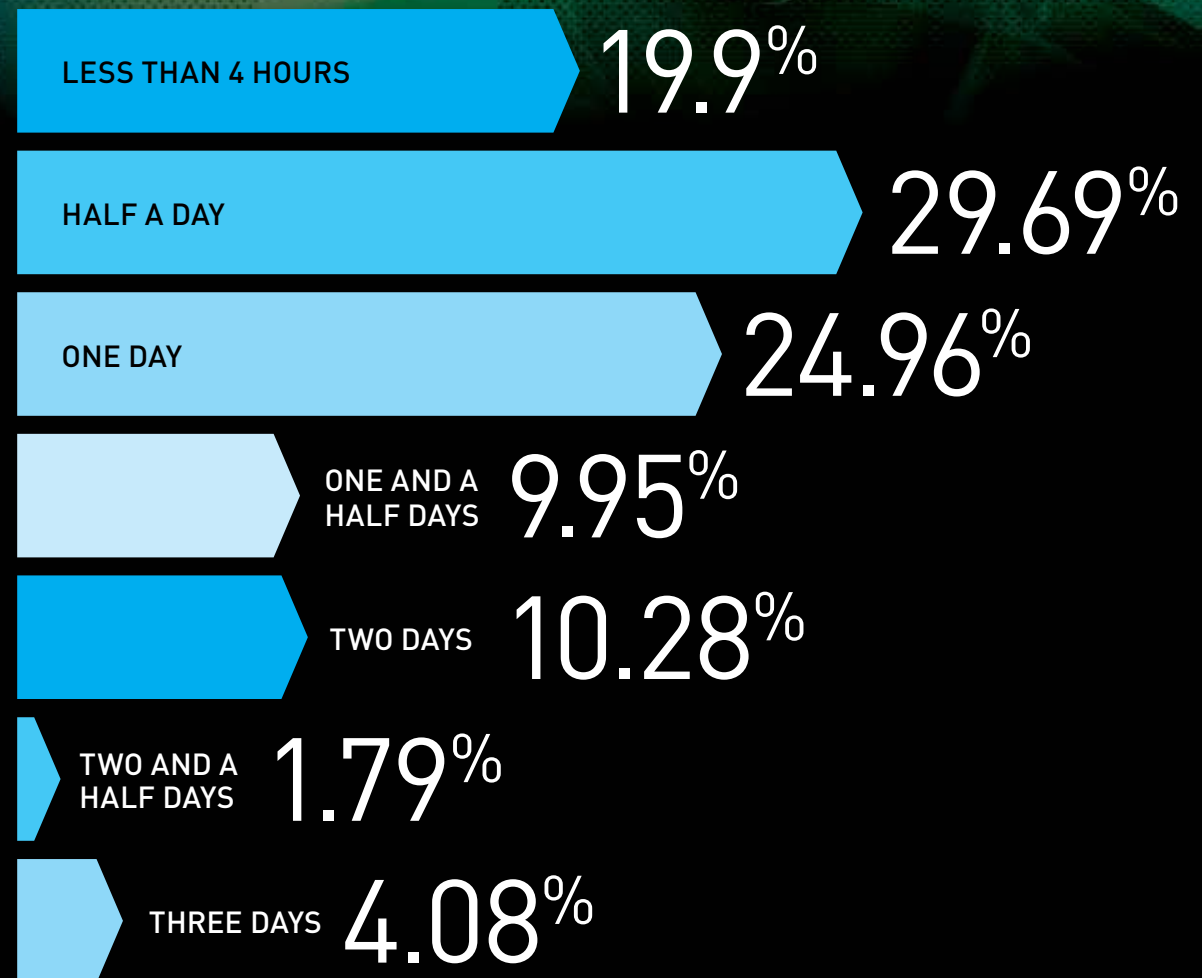 LESS THAN 4 HOURS 19.9%
HALF A DAY 29.69%
ONE DAY 24.96%
ONE AND A
HALF DAYS 9.95%
TWO DAYS 10.28%
TWO AND A
HALF DAYS 1.79%
THREE DAYS 4.08%